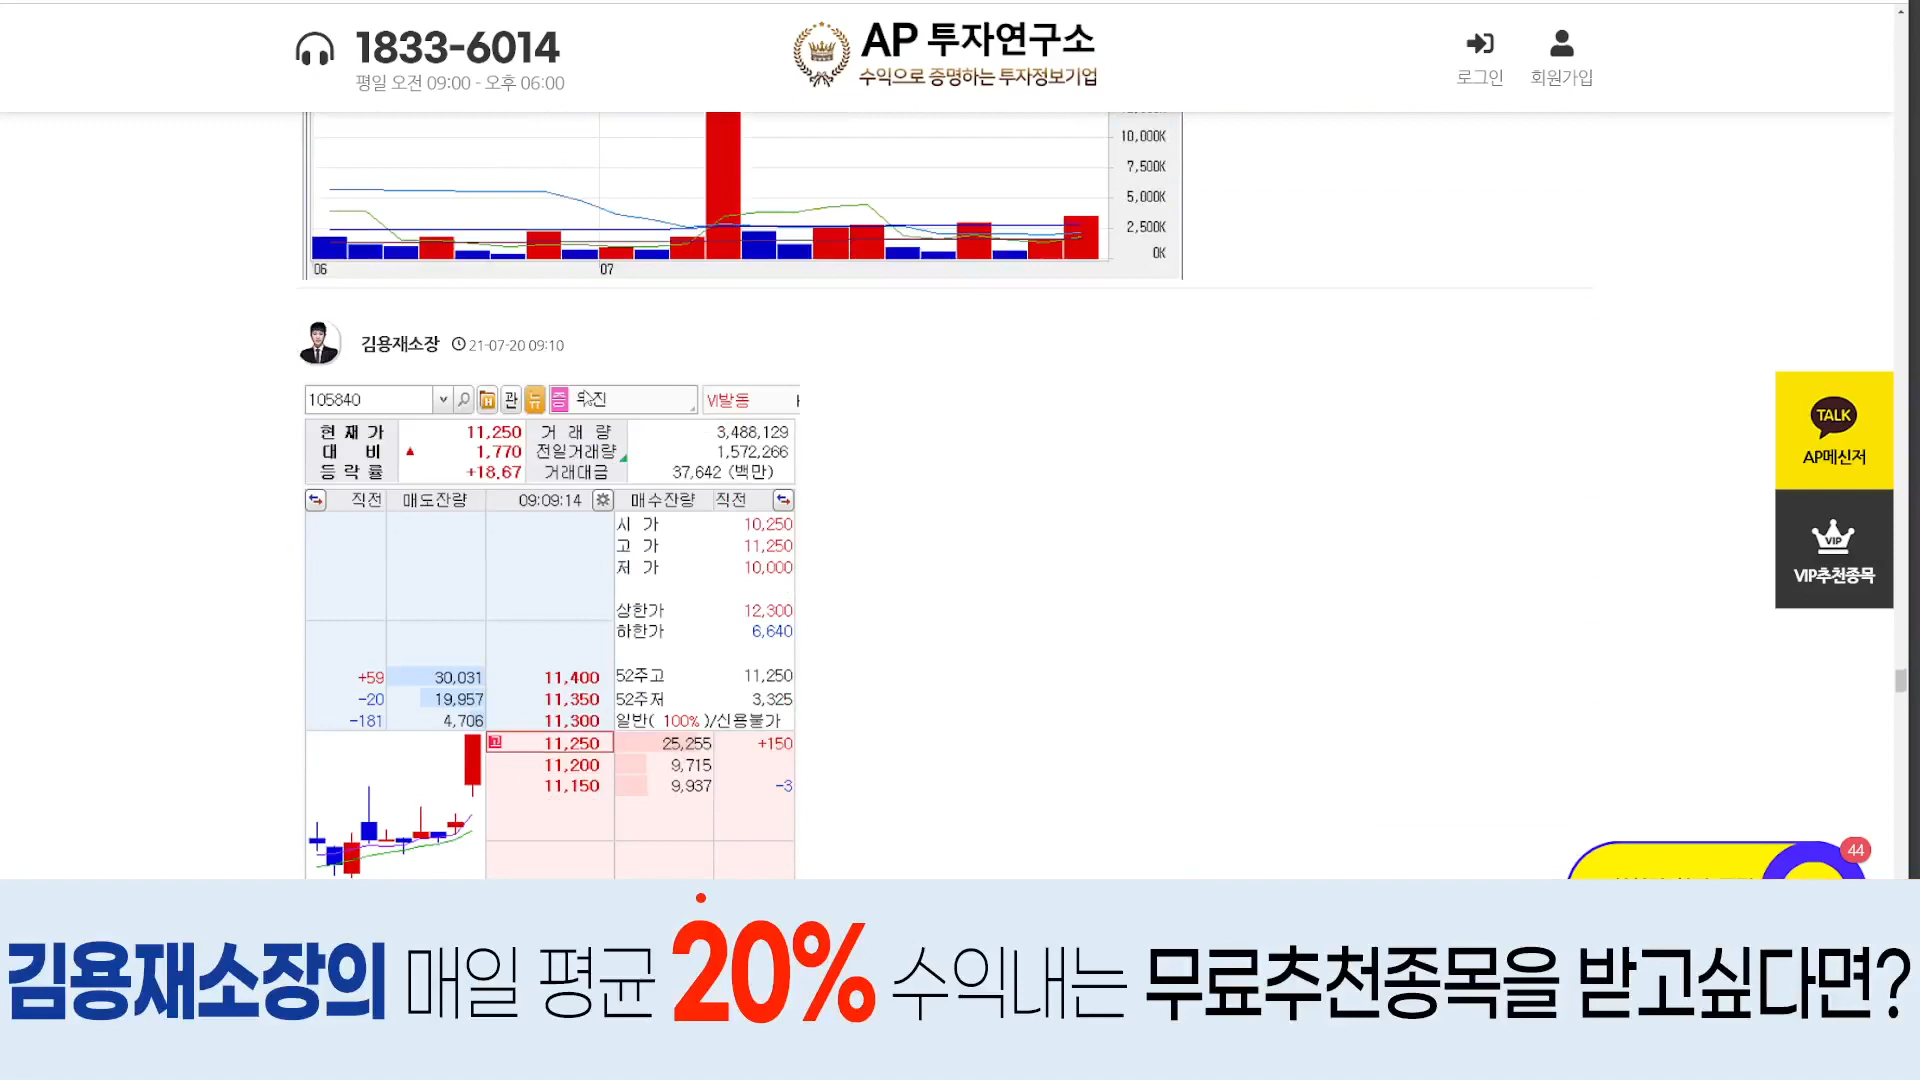 1833-6014
평일 오전 09:00 - 오후 06:00
AP 투자연구소
수익으로 증명하는 투자정보기업
로그인
회원가입
10,000K
7,500K
5,000K
2,500K
0K
06
07
김용재소장 21-07-20 09:10
105840 관 뉴 증 VI발동
현재가 11,250 거래량 3,488,129
대비 ▲ 1,770 전일거래량 1,572,266
등락률 +18.67 거래대금 37,642 (백만)
직전 매도잔량 09:09:14 매수잔량 직전
시가 10,250
고가 11,250
저가 10,000
상한가 12,300
하한가 6,640
+59 30,031 11,400 52주고 11,250
-20 19,957 11,350 52주저 3,325
-181 4,706 11,300 일반( 100% )/신용불가
11,250 25,255 +150
11,200 9,715
11,150 9,937 -3
TALK
AP메신저
VIP
VIP추천종목
44
김용재소장의 매일 평균 20% 수익내는 무료추천종목을 받고싶다면?